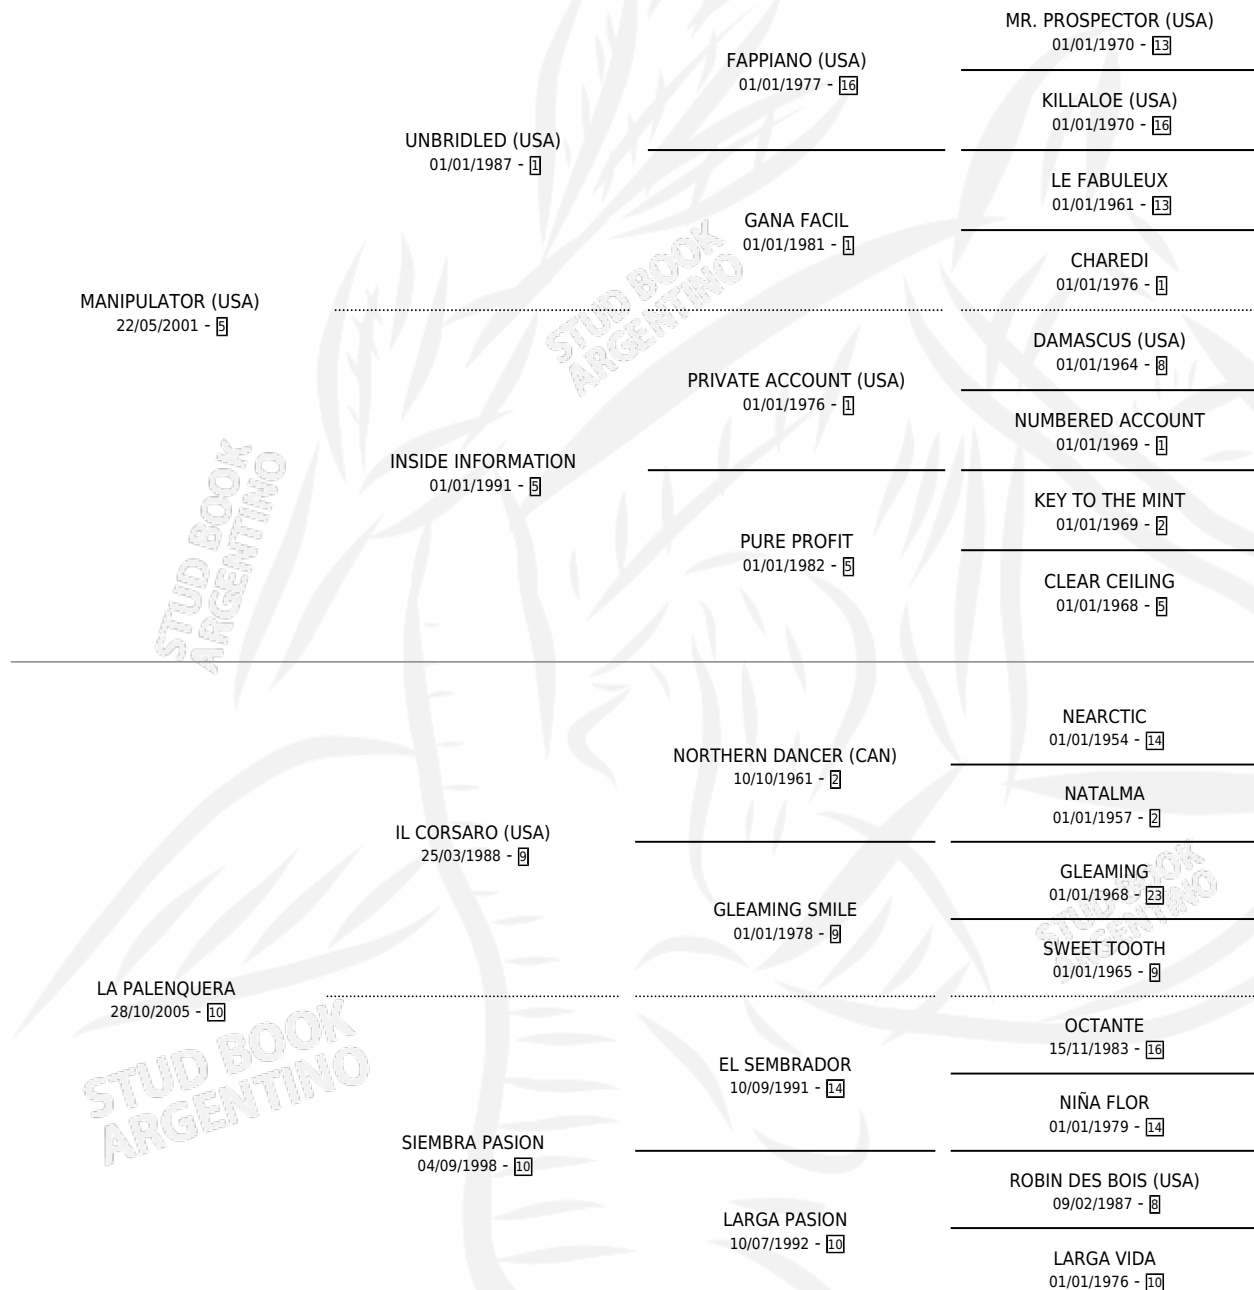 MR. PROSPECTOR (USA)
01/01/1970 - 13
FAPPIANO (USA)
01/01/1977 - 16
KILLALOE (USA)
01/01/1970 - 16
UNBRIDLED (USA)
01/01/1987 - 1
LE FABULEUX
01/01/1961 - 13
GANA FACIL
01/01/1981 - 1
CHAREDI
01/01/1976 - 1
MANIPULATOR (USA)
22/05/2001 - 5
DAMASCUS (USA)
01/01/1964 - 8
PRIVATE ACCOUNT (USA)
01/01/1976 - 1
NUMBERED ACCOUNT
01/01/1969 - 1
INSIDE INFORMATION
01/01/1991 - 5
KEY TO THE MINT
01/01/1969 - 2
PURE PROFIT
01/01/1982 - 5
CLEAR CEILING
01/01/1968 - 5
NEARCTIC
01/01/1954 - 14
NORTHERN DANCER (CAN)
10/10/1961 - 2
NATALMA
01/01/1957 - 2
IL CORSARO (USA)
25/03/1988 - 9
GLEAMING
01/01/1968 - 23
GLEAMING SMILE
01/01/1978 - 9
SWEET TOOTH
01/01/1965 - 9
LA PALENQUERA
28/10/2005 - 10
OCTANTE
15/11/1983 - 16
EL SEMBRADOR
10/09/1991 - 14
NIÑA FLOR
01/01/1979 - 14
SIEMBRA PASION
04/09/1998 - 10
ROBIN DES BOIS (USA)
09/02/1987 - 8
LARGA PASION
10/07/1992 - 10
LARGA VIDA
01/01/1976 - 10
STUD BOOK
ARGENTINO
STUD BOOK
ARGENTINO
STUD BOOK
ARGENTINO
STUD BOOK
ARGENTINO